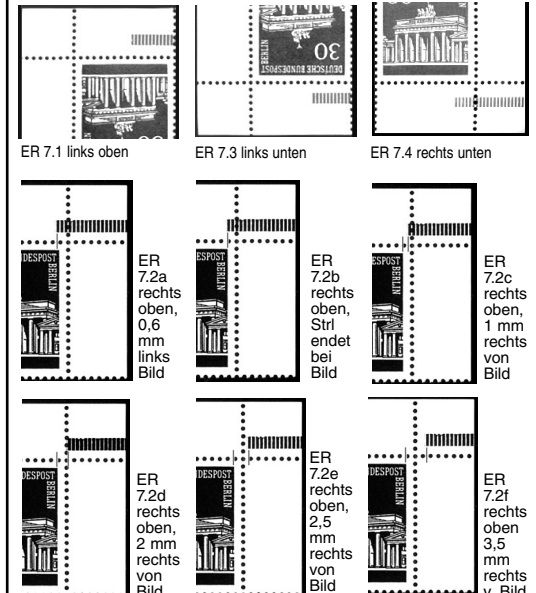 BERLIN
30
DEUTSCHE BUNDESPOST
ER 7.1 links oben
ER 7.3 links unten
ER 7.4 rechts unten
DESPOST
BERLIN
ER
7.2a
rechts
oben,
0,6
mm
links
Bild
ESPOST
BERLIN
ER
7.2b
rechts
oben,
Strl
endet
bei
Bild
ESPOST
BERLIN
ER
7.2c
rechts
oben,
1 mm
rechts
von
Bild
DESPOST
BERLIN
ER
7.2d
rechts
oben,
2 mm
rechts
von
Bild
ESPOST
BERLIN
ER
7.2e
rechts
oben,
2,5
mm
rechts
von
Bild
DESPOST
BERLIN
ER
7.2f
rechts
oben
3,5
mm
rechts
v. Bild